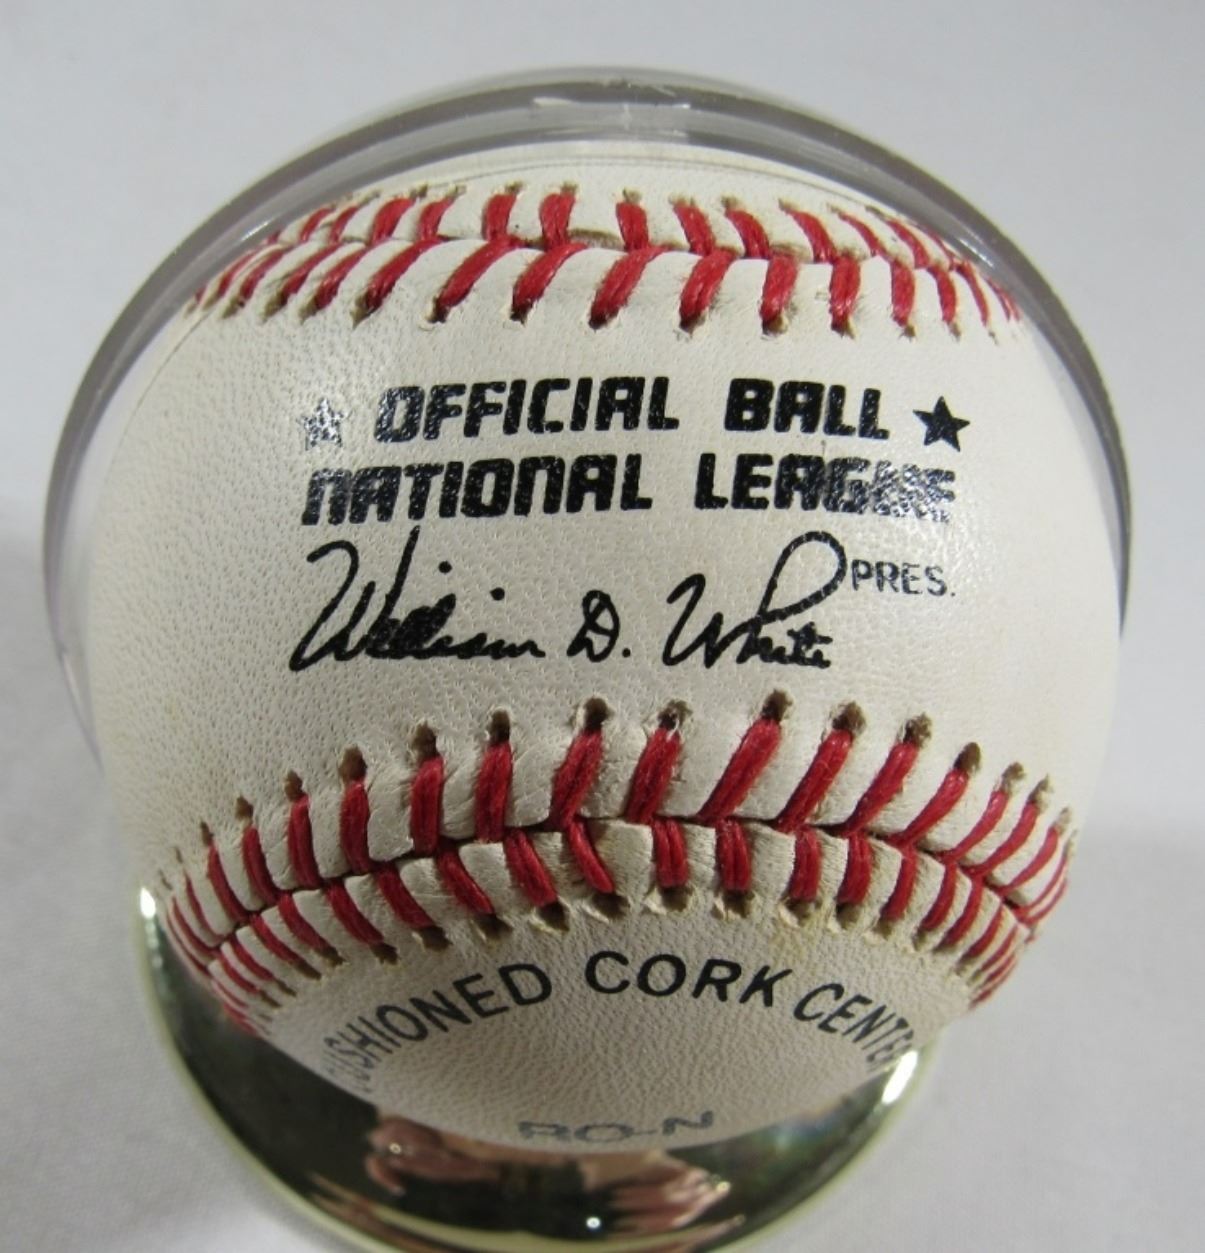 ★ OFFICIAL BALL ★
NATIONAL LEAGUE
William D. White PRES.
CUSHIONED CORK CENTER
RO-N